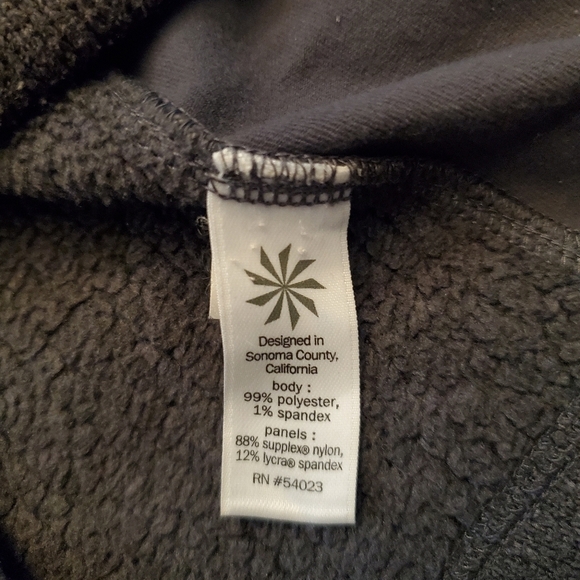 Designed in
Sonoma County,
California
body :
99% polyester,
1% spandex
panels :
88% supplex® nylon,
12% lycra® spandex
RN #54023